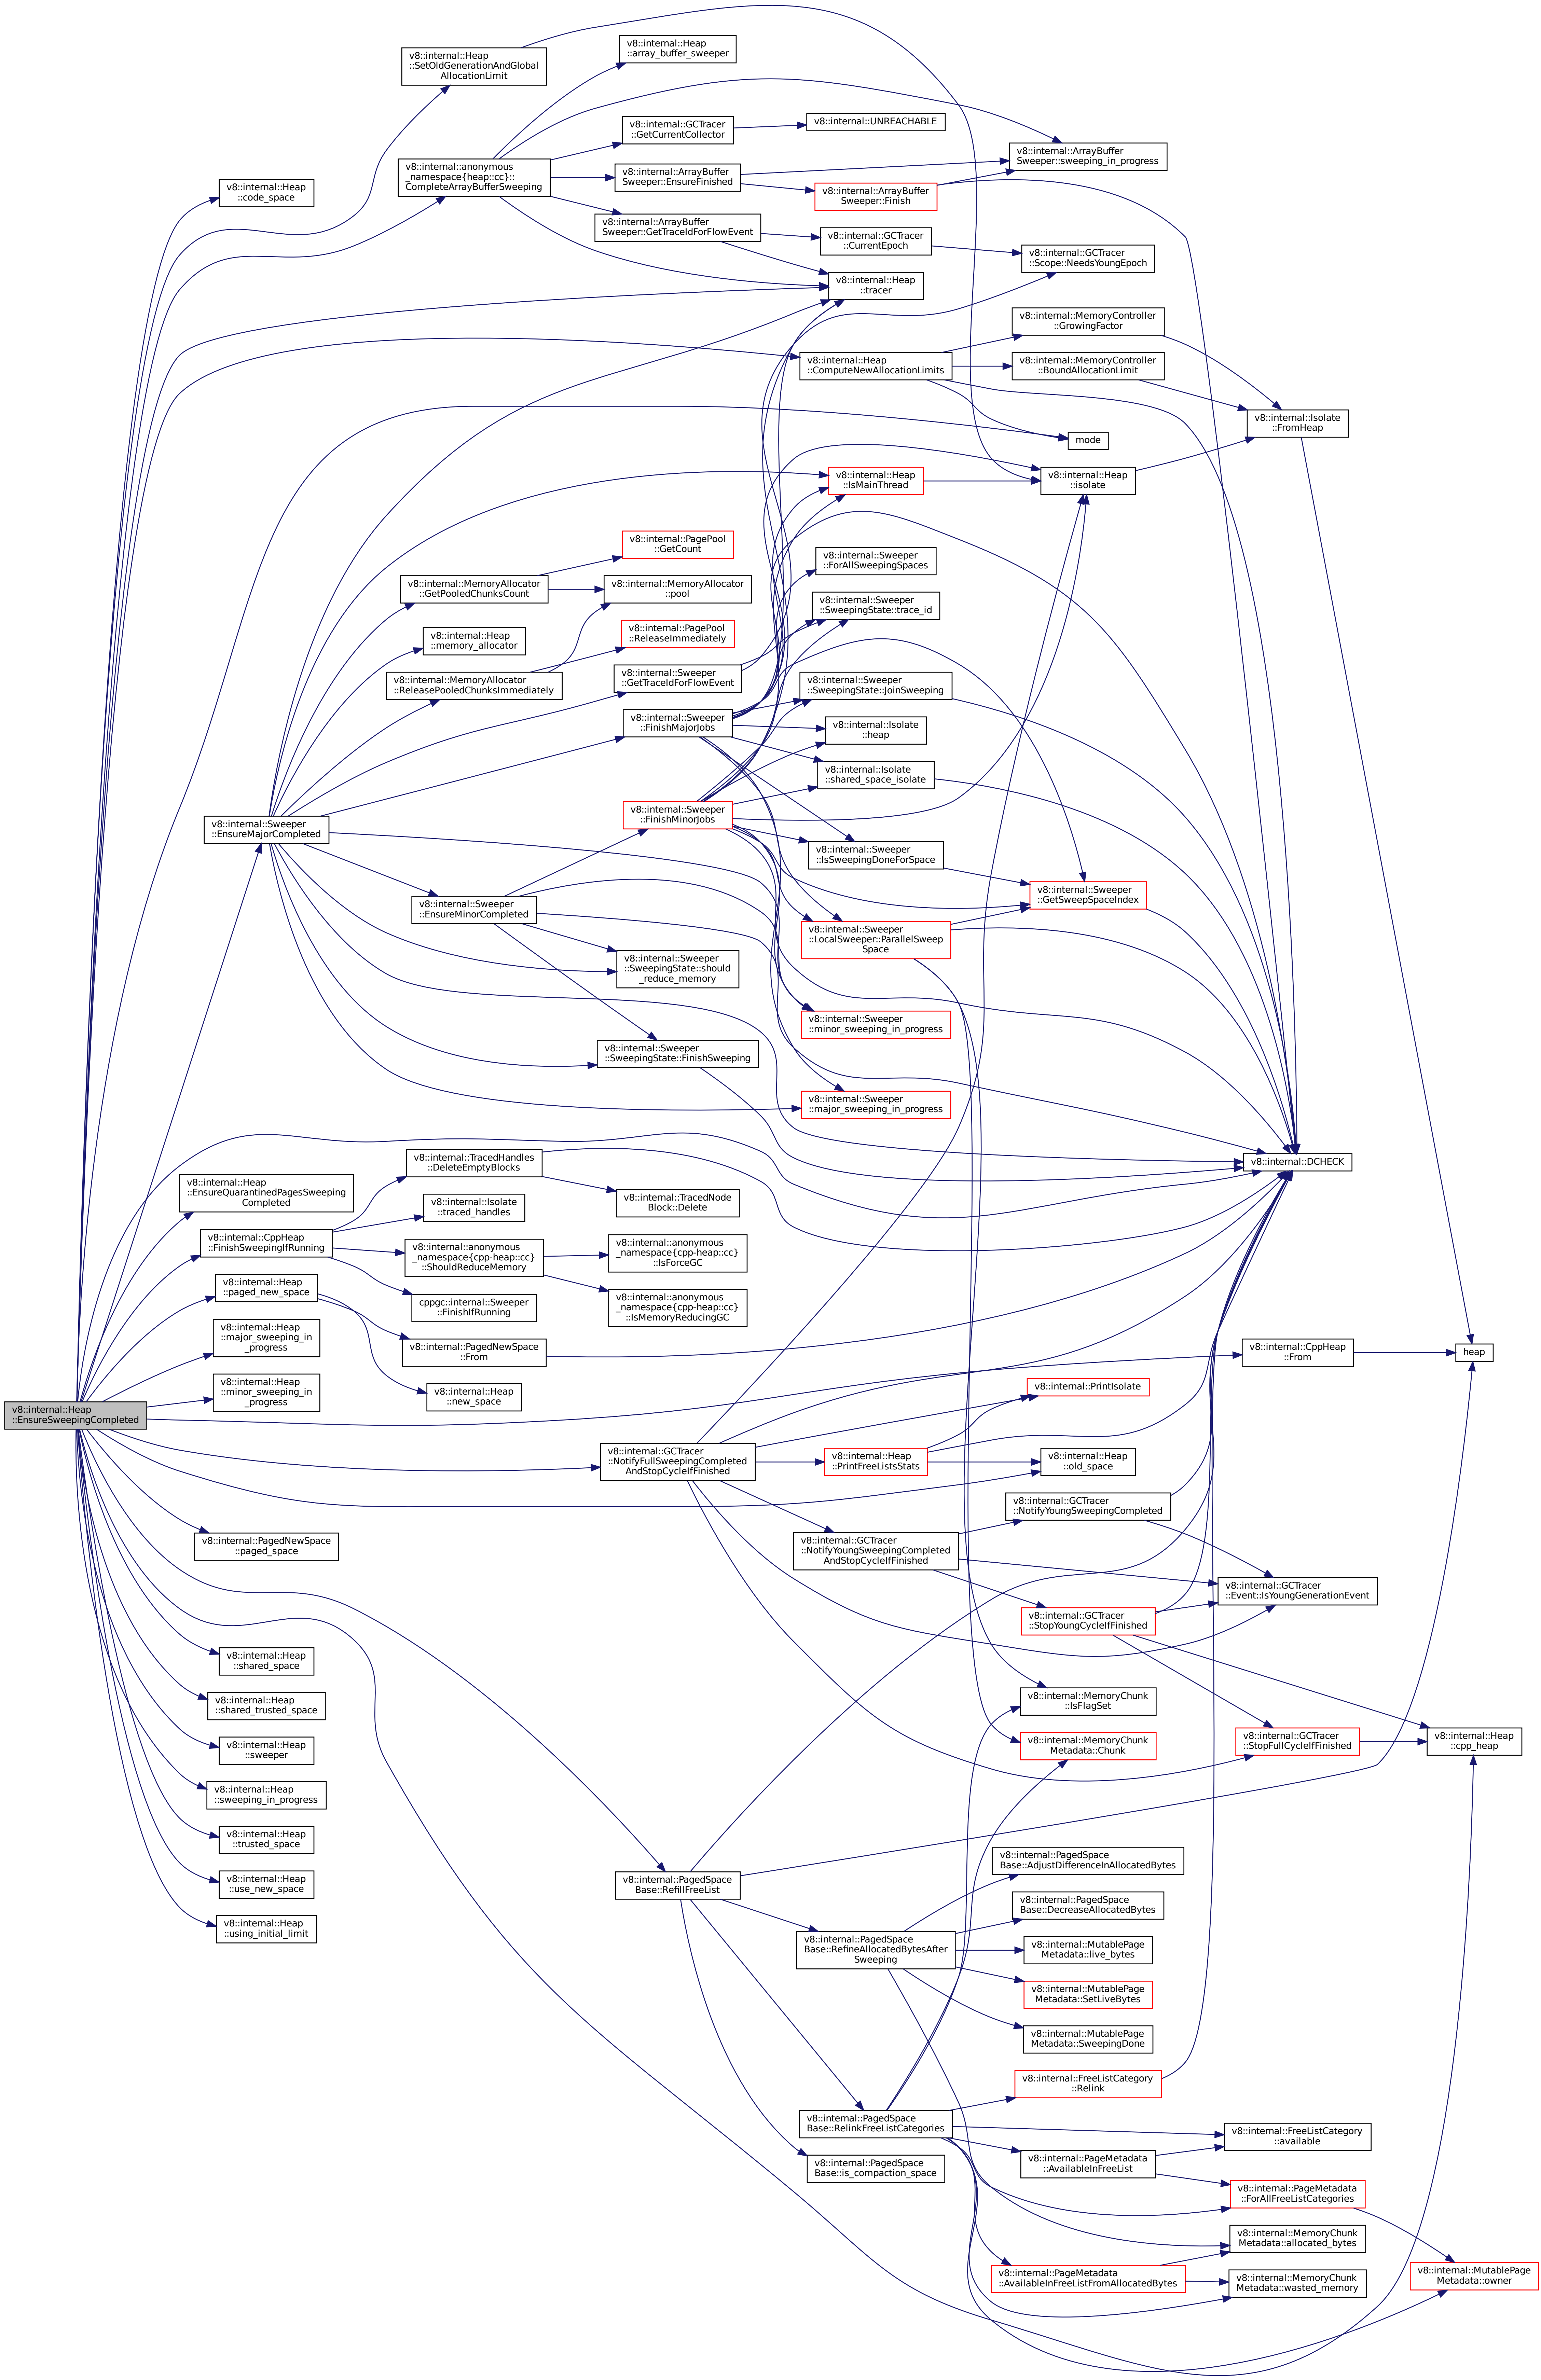 v8::internal::Heap
::SetOldGenerationAndGlobal
AllocationLimit
v8::internal::Heap
::array_buffer_sweeper
v8::internal::GCTracer
::GetCurrentCollector
v8::internal::UNREACHABLE
v8::internal::ArrayBuffer
Sweeper::sweeping_in_progress
v8::internal::anonymous
_namespace{heap::cc}::
CompleteArrayBufferSweeping
v8::internal::ArrayBuffer
Sweeper::EnsureFinished
v8::internal::ArrayBuffer
Sweeper::Finish
v8::internal::Heap
::code_space
v8::internal::ArrayBuffer
Sweeper::GetTraceIdForFlowEvent
v8::internal::GCTracer
::CurrentEpoch
v8::internal::GCTracer
::Scope::NeedsYoungEpoch
v8::internal::Heap
::tracer
v8::internal::MemoryController
::GrowingFactor
v8::internal::Heap
::ComputeNewAllocationLimits
v8::internal::MemoryController
::BoundAllocationLimit
v8::internal::Isolate
::FromHeap
mode
v8::internal::Heap
::IsMainThread
v8::internal::Heap
::isolate
v8::internal::PagePool
::GetCount
v8::internal::Sweeper
::ForAllSweepingSpaces
v8::internal::MemoryAllocator
::GetPooledChunksCount
v8::internal::MemoryAllocator
::pool
v8::internal::Sweeper
::SweepingState::trace_id
v8::internal::Heap
::memory_allocator
v8::internal::PagePool
::ReleaseImmediately
v8::internal::MemoryAllocator
::ReleasePooledChunksImmediately
v8::internal::Sweeper
::GetTraceIdForFlowEvent
v8::internal::Sweeper
::SweepingState::JoinSweeping
v8::internal::Sweeper
::FinishMajorJobs
v8::internal::Isolate
::heap
v8::internal::Isolate
::shared_space_isolate
v8::internal::Sweeper
::EnsureMajorCompleted
v8::internal::Sweeper
::FinishMinorJobs
v8::internal::Sweeper
::IsSweepingDoneForSpace
v8::internal::Sweeper
::EnsureMinorCompleted
v8::internal::Sweeper
::GetSweepSpaceIndex
v8::internal::Sweeper
::LocalSweeper::ParallelSweep
Space
v8::internal::Sweeper
::SweepingState::should
_reduce_memory
v8::internal::Sweeper
::minor_sweeping_in_progress
v8::internal::Sweeper
::SweepingState::FinishSweeping
v8::internal::Sweeper
::major_sweeping_in_progress
v8::internal::DCHECK
v8::internal::TracedHandles
::DeleteEmptyBlocks
v8::internal::Heap
::EnsureQuarantinedPagesSweeping
Completed
v8::internal::TracedNode
Block::Delete
v8::internal::Isolate
::traced_handles
v8::internal::CppHeap
::FinishSweepingIfRunning
v8::internal::anonymous
_namespace{cpp-heap::cc}
::ShouldReduceMemory
v8::internal::anonymous
_namespace{cpp-heap::cc}
::IsForceGC
v8::internal::Heap
::paged_new_space
cppgc::internal::Sweeper
::FinishIfRunning
v8::internal::anonymous
_namespace{cpp-heap::cc}
::IsMemoryReducingGC
v8::internal::Heap
::major_sweeping_in
_progress
v8::internal::PagedNewSpace
::From
v8::internal::CppHeap
::From
heap
v8::internal::Heap
::minor_sweeping_in
_progress
v8::internal::Heap
::new_space
v8::internal::PrintIsolate
v8::internal::Heap
::EnsureSweepingCompleted
v8::internal::GCTracer
::NotifyFullSweepingCompleted
AndStopCycleIfFinished
v8::internal::Heap
::PrintFreeListsStats
v8::internal::Heap
::old_space
v8::internal::GCTracer
::NotifyYoungSweepingCompleted
v8::internal::PagedNewSpace
::paged_space
v8::internal::GCTracer
::NotifyYoungSweepingCompleted
AndStopCycleIfFinished
v8::internal::GCTracer
::Event::IsYoungGenerationEvent
v8::internal::GCTracer
::StopYoungCycleIfFinished
v8::internal::Heap
::shared_space
v8::internal::Heap
::shared_trusted_space
v8::internal::MemoryChunk
::IsFlagSet
v8::internal::Heap
::sweeper
v8::internal::MemoryChunk
Metadata::Chunk
v8::internal::GCTracer
::StopFullCycleIfFinished
v8::internal::Heap
::cpp_heap
v8::internal::Heap
::sweeping_in_progress
v8::internal::Heap
::trusted_space
v8::internal::Heap
::use_new_space
v8::internal::PagedSpace
Base::RefillFreeList
v8::internal::PagedSpace
Base::AdjustDifferenceInAllocatedBytes
v8::internal::Heap
::using_initial_limit
v8::internal::PagedSpace
Base::DecreaseAllocatedBytes
v8::internal::PagedSpace
Base::RefineAllocatedBytesAfter
Sweeping
v8::internal::MutablePage
Metadata::live_bytes
v8::internal::MutablePage
Metadata::SetLiveBytes
v8::internal::MutablePage
Metadata::SweepingDone
v8::internal::FreeListCategory
::Relink
v8::internal::PagedSpace
Base::RelinkFreeListCategories
v8::internal::FreeListCategory
::available
v8::internal::PagedSpace
Base::is_compaction_space
v8::internal::PageMetadata
::AvailableInFreeList
v8::internal::PageMetadata
::ForAllFreeListCategories
v8::internal::MemoryChunk
Metadata::allocated_bytes
v8::internal::PageMetadata
::AvailableInFreeListFromAllocatedBytes
v8::internal::MemoryChunk
Metadata::wasted_memory
v8::internal::MutablePage
Metadata::owner